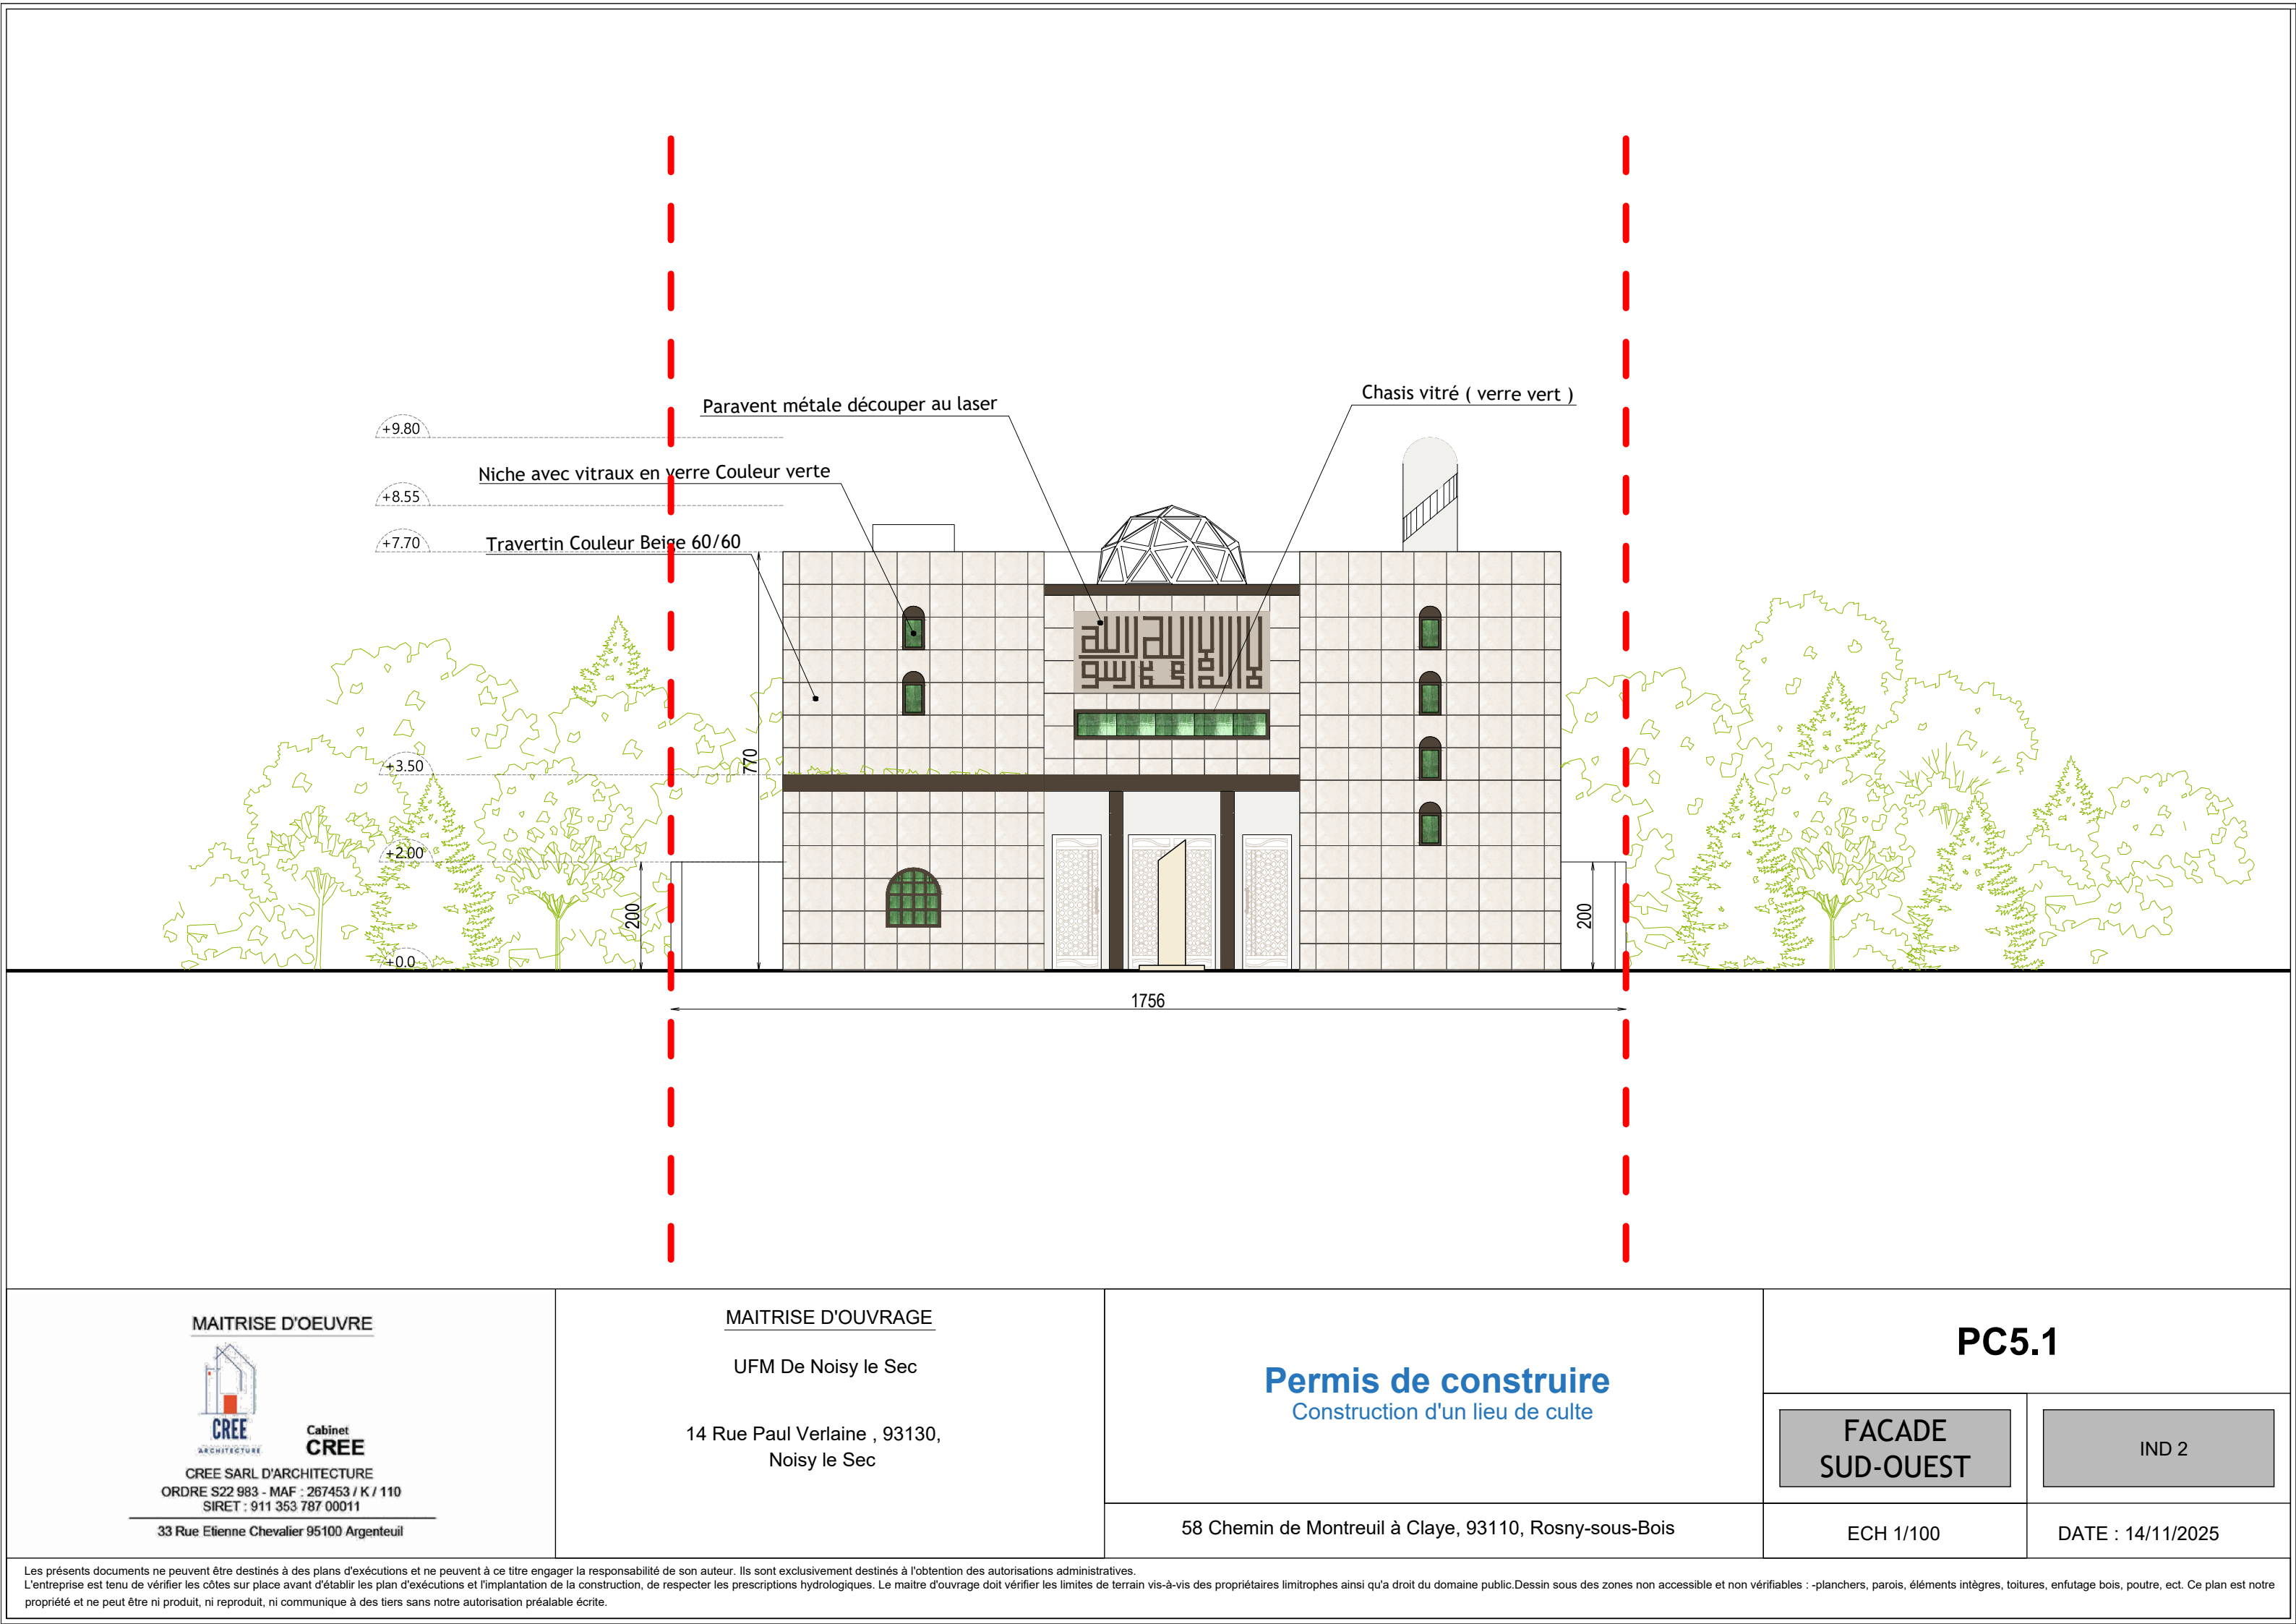 Paravent métale découper au laser
Chasis vitré ( verre vert )
+9.80
Niche avec vitraux en verre Couleur verte
+8.55
+7.70
Travertin Couleur Beige 60/60
770
+3.50
+2.00
200
200
+0.0
1756
MAITRISE D'OEUVRE
CREE
ARCHITECTURE
Cabinet
CREE
CREE SARL D'ARCHITECTURE
ORDRE S22 983 - MAF : 267453 / K / 110
SIRET : 911 353 787 00011
33 Rue Etienne Chevalier 95100 Argenteuil
MAITRISE D'OUVRAGE
UFM De Noisy le Sec
14 Rue Paul Verlaine , 93130,
Noisy le Sec
Permis de construire
Construction d'un lieu de culte
58 Chemin de Montreuil à Claye, 93110, Rosny-sous-Bois
PC5.1
FACADE
SUD-OUEST
IND 2
ECH 1/100
DATE : 14/11/2025
Les présents documents ne peuvent être destinés à des plans d'exécutions et ne peuvent à ce titre engager la responsabilité de son auteur. Ils sont exclusivement destinés à l'obtention des autorisations administratives.
L'entreprise est tenu de vérifier les côtes sur place avant d'établir les plan d'exécutions et l'implantation de la construction, de respecter les prescriptions hydrologiques. Le maitre d'ouvrage doit vérifier les limites de terrain vis-à-vis des propriétaires limitrophes ainsi qu'a droit du domaine public.Dessin sous des zones non accessible et non vérifiables : -planchers, parois, éléments intègres, toitures, enfutage bois, poutre, ect. Ce plan est notre
propriété et ne peut être ni produit, ni reproduit, ni communique à des tiers sans notre autorisation préalable écrite.